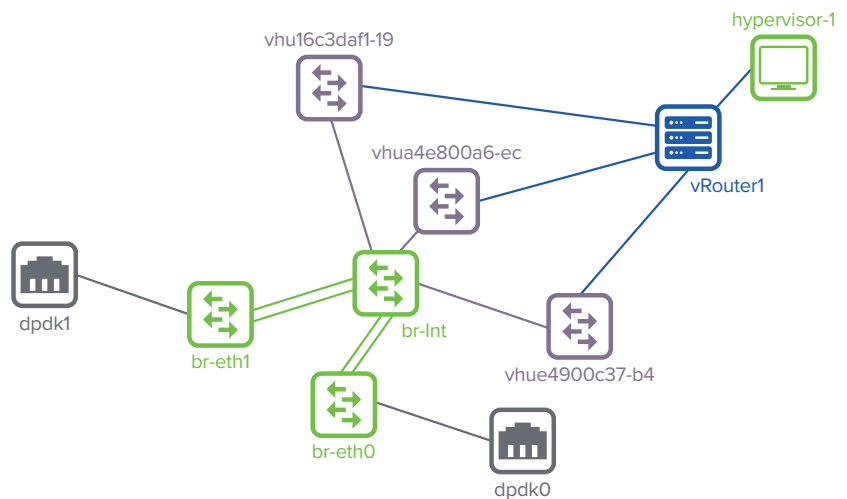 hypervisor-1
vhu16c3daf1-19
vhua4e800a6-ec
vRouter1
dpdk1
br-Int
br-eth1
vhue4900c37-b4
br-eth0
dpdk0